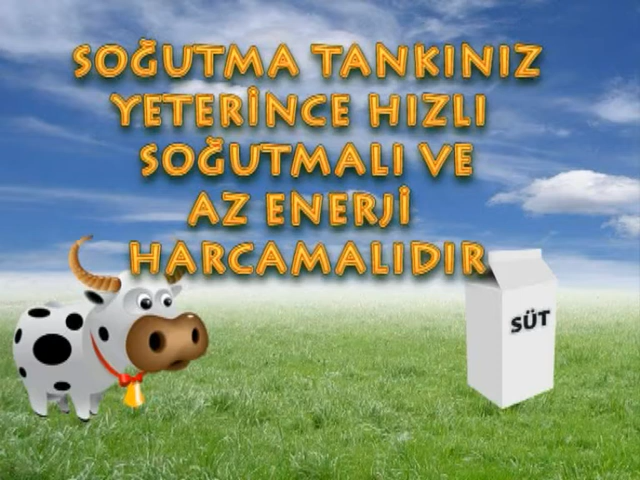 SOĞUTMA TANKINIZ
YETERİNCE HIZLI
SOĞUTMALI VE
AZ ENERJİ
HARCAMALIDIR
SÜT